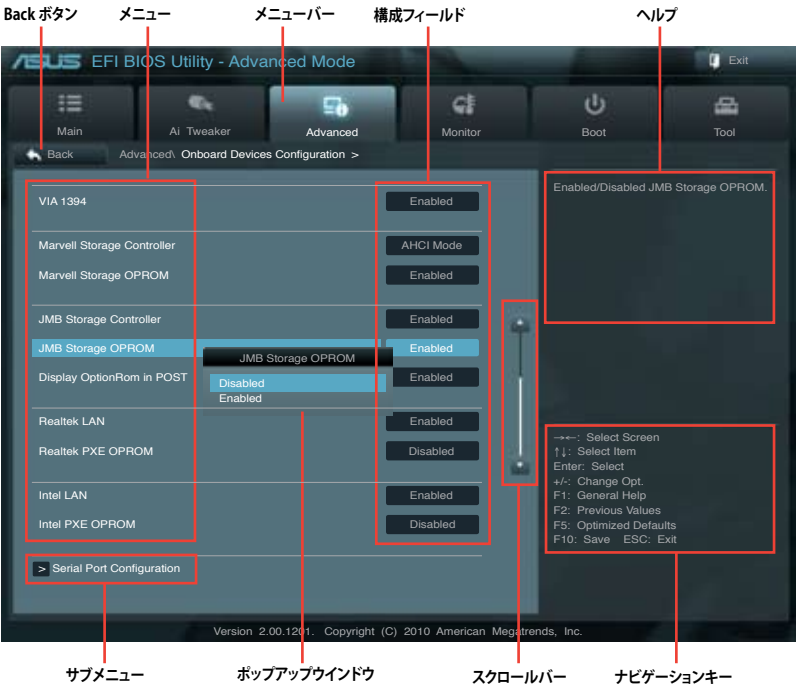 Back ボタン メニュー メニューバー 構成フィールド ヘルプ
ASUS EFI BIOS Utility - Advanced Mode Exit
Main Ai Tweaker Advanced Monitor Boot Tool
Back Advanced\ Onboard Devices Configuration >
Enabled/Disabled JMB Storage OPROM.
VIA 1394 Enabled
Marvell Storage Controller AHCI Mode
Marvell Storage OPROM Enabled
JMB Storage Controller Enabled
JMB Storage OPROM Enabled
JMB Storage OPROM
Disabled
Enabled
Display OptionRom in POST Enabled
Realtek LAN Enabled
Realtek PXE OPROM Disabled
Intel LAN Enabled
Intel PXE OPROM Disabled
> Serial Port Configuration
→←: Select Screen
↑↓: Select Item
Enter: Select
+/-: Change Opt.
F1: General Help
F2: Previous Values
F5: Optimized Defaults
F10: Save ESC: Exit
Version 2.00.1201. Copyright (C) 2010 American Megatrends, Inc.
サブメニュー ポップアップウインドウ スクロールバー ナビゲーションキー